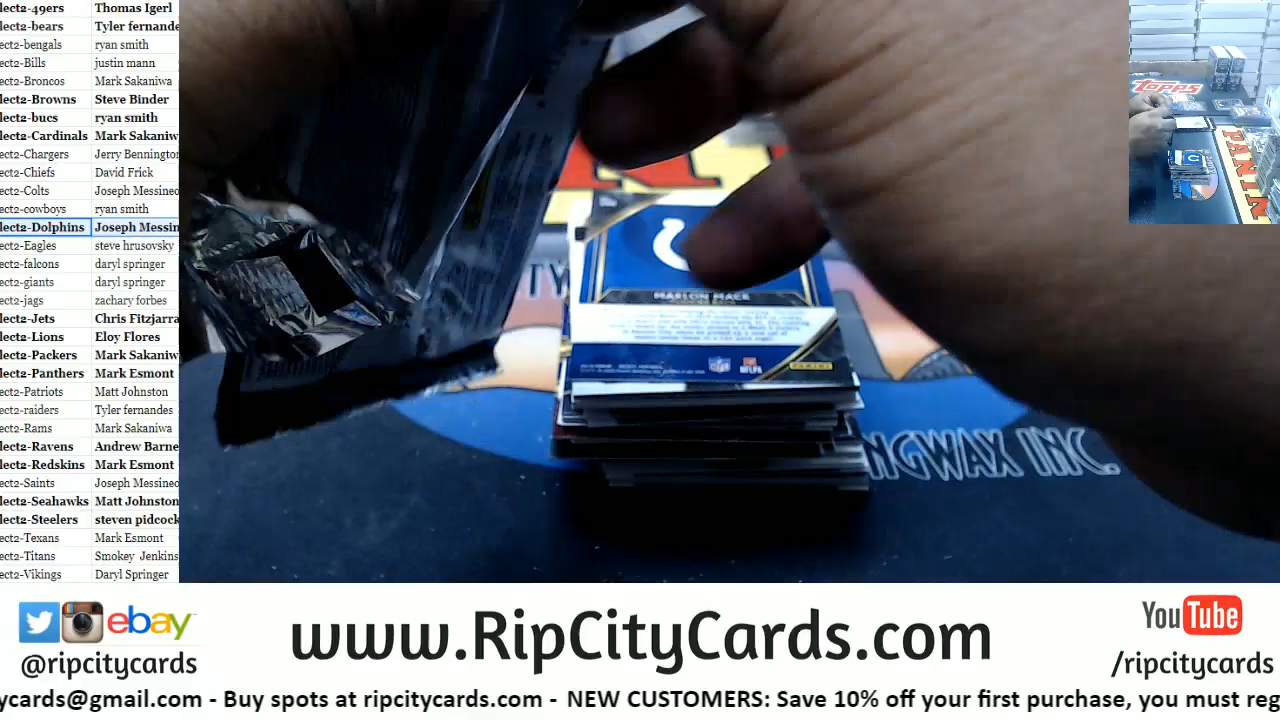 lect2-49ers Thomas Igerl
lect2-bears Tyler fernande
ect2-bengals ryan smith
ect2-Bills justin mann
ect2-Broncos Mark Sakaniwa
lect2-Browns Steve Binder
lect2-bucs ryan smith
lect2-Cardinals Mark Sakaniw
ect2-Chargers Jerry Bennington
ect2-Chiefs David Frick
ect2-Colts Joseph Messineo
ect2-cowboys ryan smith
lect2-Dolphins Joseph Messin
ect2-Eagles steve hrusovsky
ect2-falcons daryl springer
ect2-giants daryl springer
ect2-jags zachary forbes
lect2-Jets Chris Fitzjarra
lect2-Lions Eloy Flores
lect2-Packers Mark Sakaniw
lect2-Panthers Mark Esmont
ect2-Patriots Matt Johnston
ect2-raiders Tyler fernandes
ect2-Rams Mark Sakaniwa
lect2-Ravens Andrew Barne
lect2-Redskins Mark Esmont
ect2-Saints Joseph Messineo
lect2-Seahawks Matt Johnston
lect2-Steelers steven pidcock
ect2-Texans Mark Esmont
ect2-Titans Smokey Jenkins
ect2-Vikings Daryl Springer
TOPPS
PANIN
TY
MARLON MACK
NFL
PANINI
NGWAX INC.
ebay
@ripcitycards
www.RipCityCards.com
YouTube
/ripcitycards
ycards@gmail.com - Buy spots at ripcitycards.com - NEW CUSTOMERS: Save 10% off your first purchase, you must reg